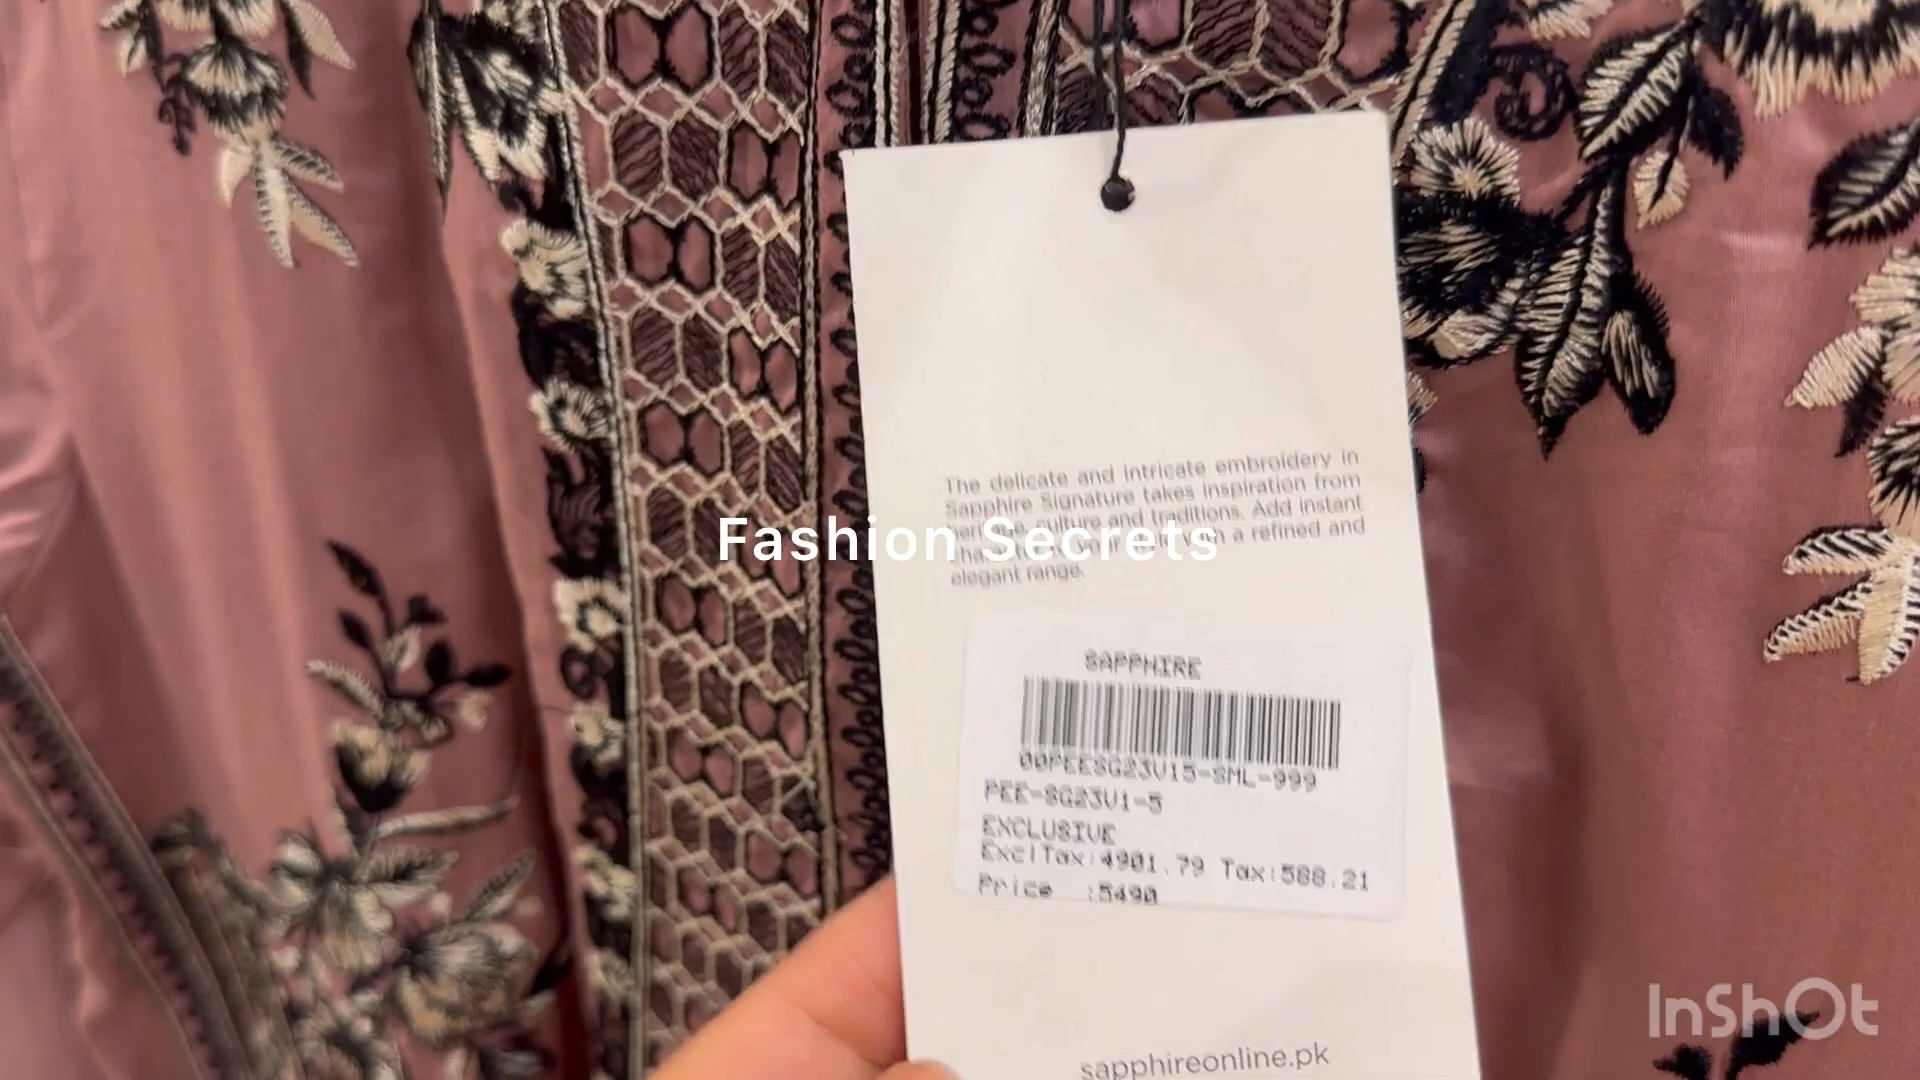 The delicate and intricate embroidery in
Sapphire Signature takes inspiration from
culture and traditions. Add instant
a refined and
elegant range.
Fashion Secrets
SAPPHIRE
00PEESG23V15-SML-999
PEE-SG23V1-5
EXCLUSIVE
ExclTax:4901.79 Tax:588.21
Price :5490
sapphireonline.pk
InShOt